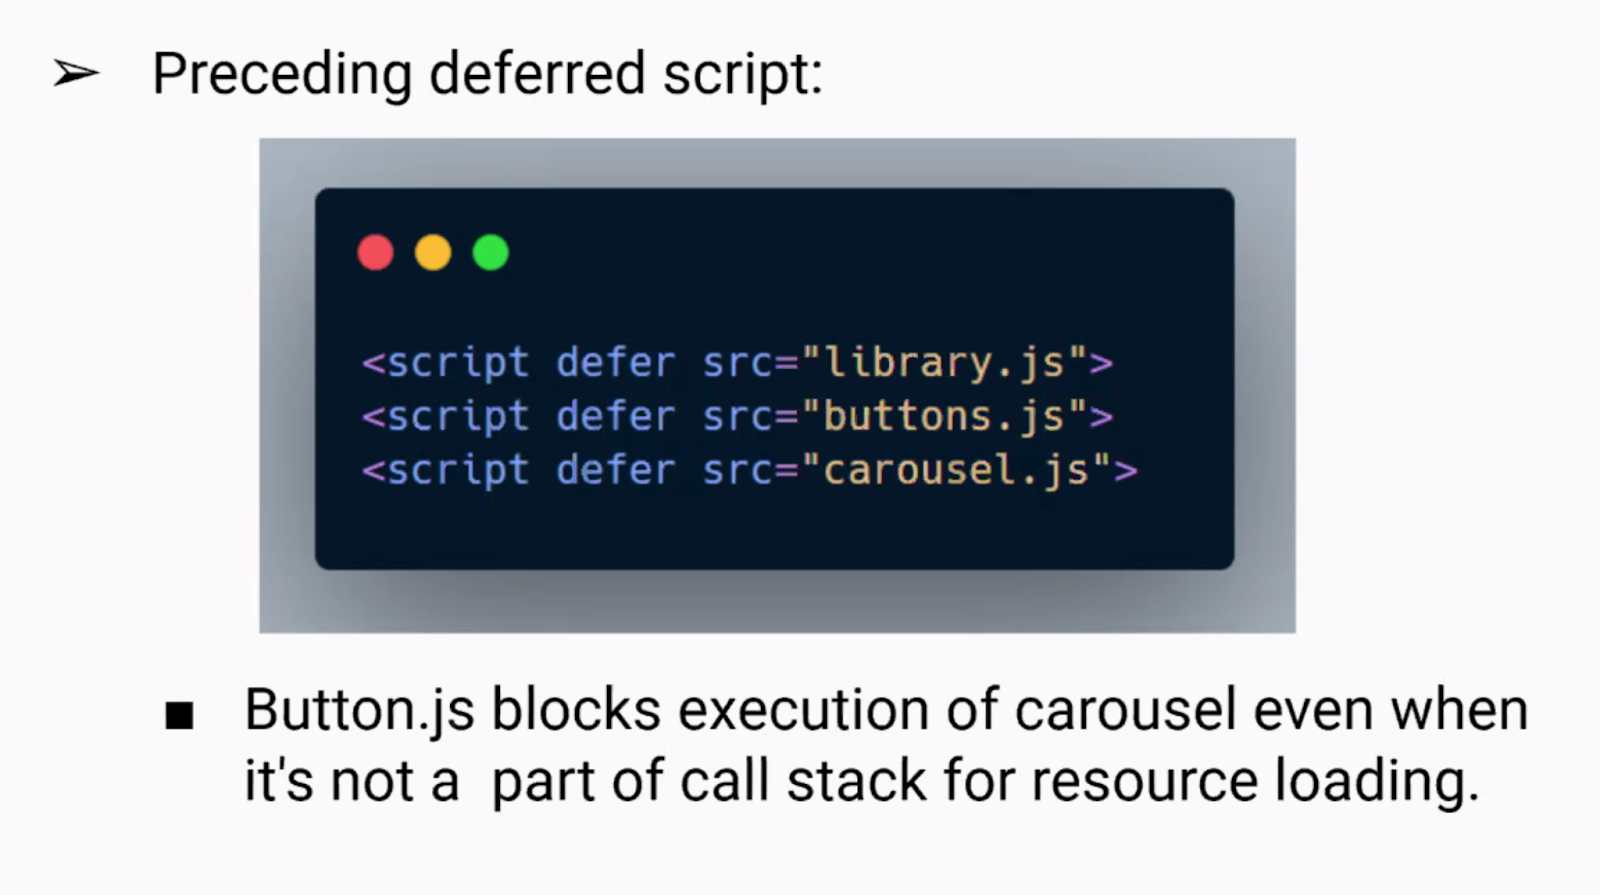 ➢ Preceding deferred script:
<script defer src="library.js">
<script defer src="buttons.js">
<script defer src="carousel.js">
■ Button.js blocks execution of carousel even when
it's not a  part of call stack for resource loading.